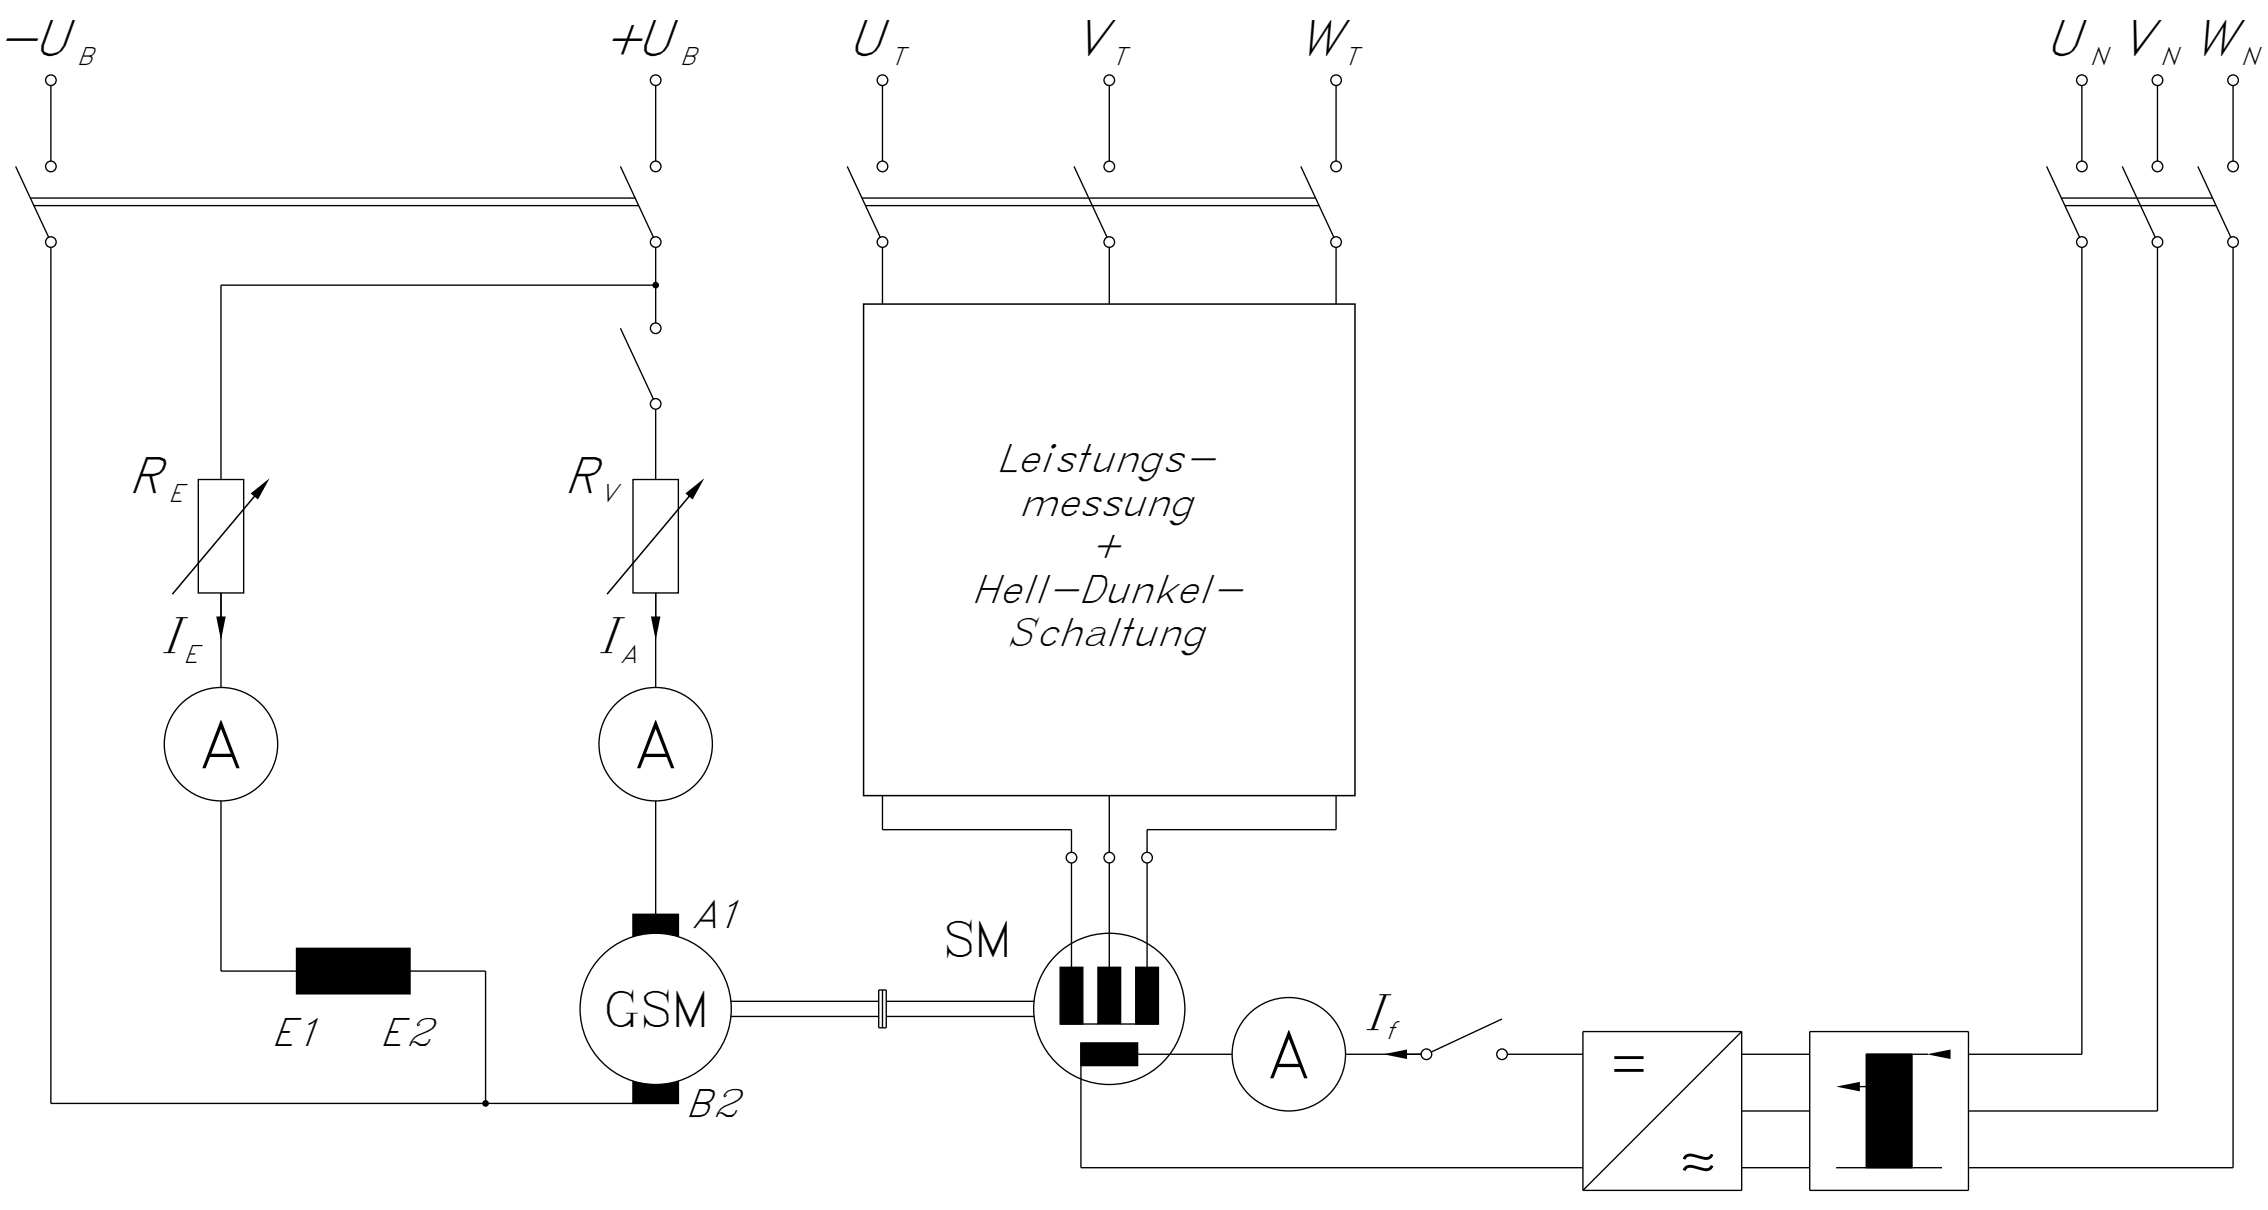 −U_B +U_B U_T V_T W_T U_N V_N W_N
R_E R_V
Leistungs−
messung
+
Hell−Dunkel−
Schaltung
I_E I_A
A A
A1
SM
GSM
E1 E2
B2
I_f
A
=
≈